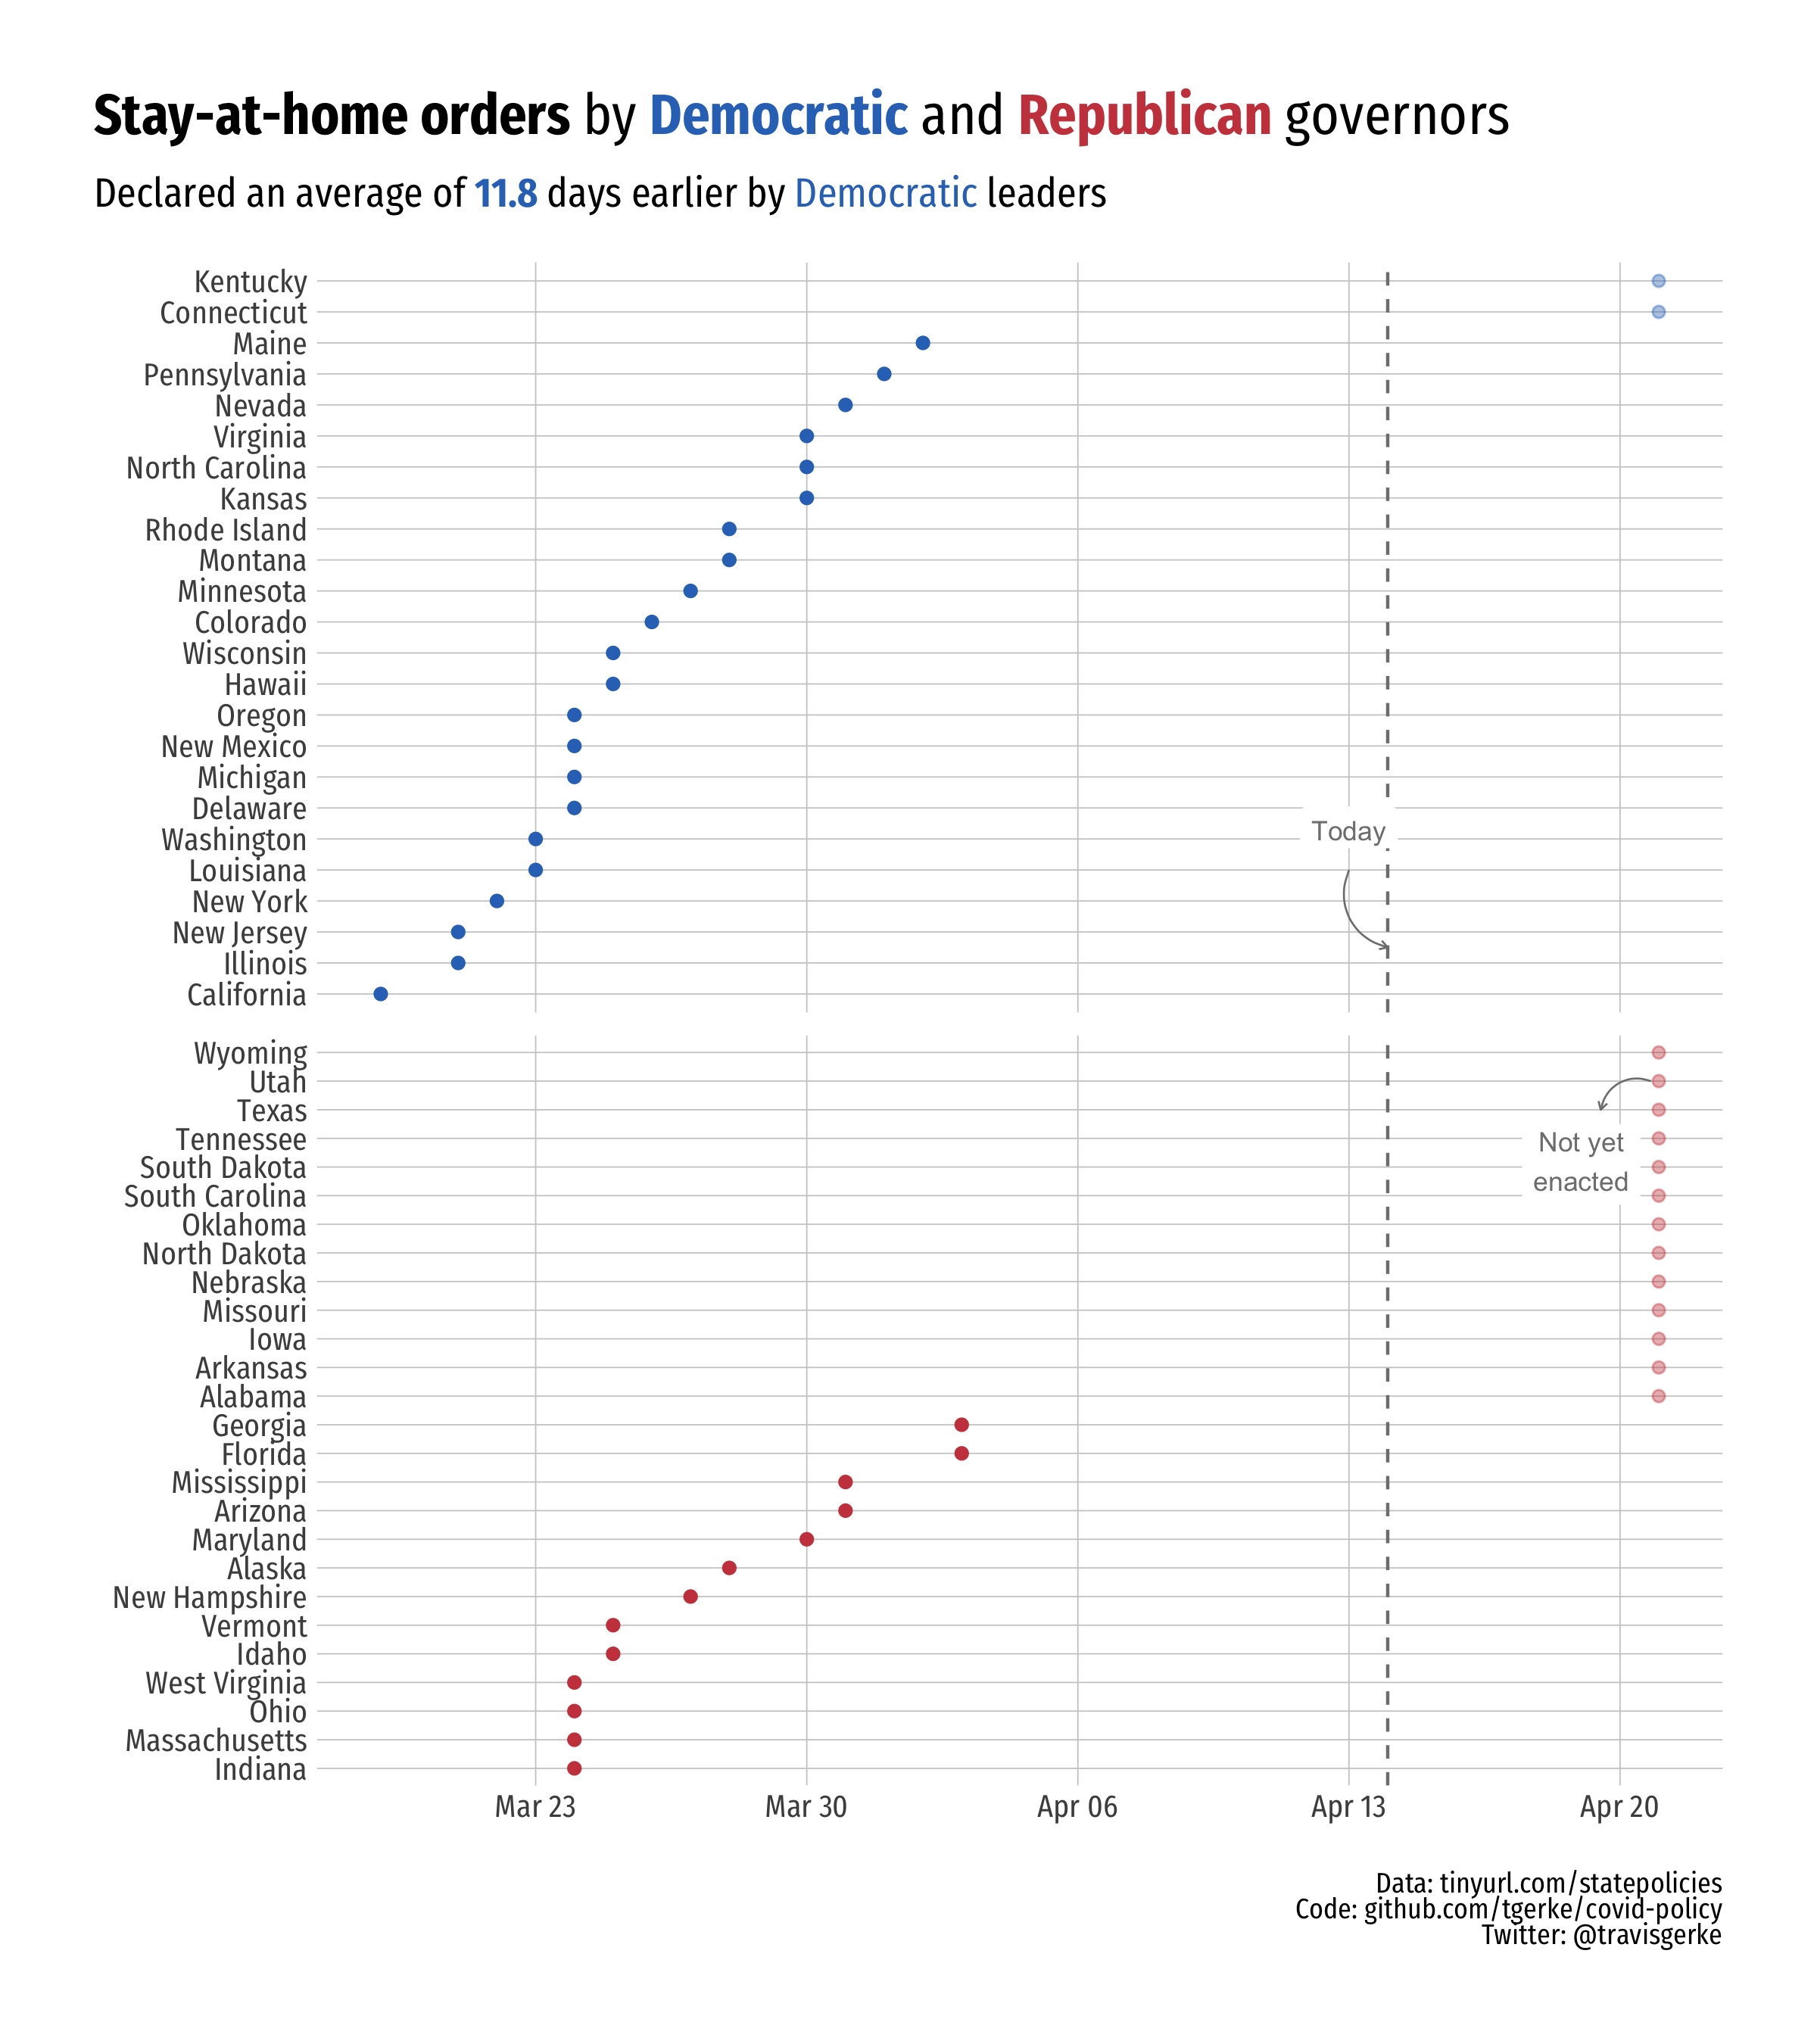 Stay-at-home orders by Democratic and Republican governors
Declared an average of 11.8 days earlier by Democratic leaders
Kentucky
Connecticut
Maine
Pennsylvania
Nevada
Virginia
North Carolina
Kansas
Rhode Island
Montana
Minnesota
Colorado
Wisconsin
Hawaii
Oregon
New Mexico
Michigan
Delaware
Washington
Today
Louisiana
New York
New Jersey
Illinois
California
Wyoming
Utah
Texas
Tennessee
Not yet
enacted
South Dakota
South Carolina
Oklahoma
North Dakota
Nebraska
Missouri
Iowa
Arkansas
Alabama
Georgia
Florida
Mississippi
Arizona
Maryland
Alaska
New Hampshire
Vermont
Idaho
West Virginia
Ohio
Massachusetts
Indiana
Mar 23
Mar 30
Apr 06
Apr 13
Apr 20
Data: tinyurl.com/statepolicies
Code: github.com/tgerke/covid-policy
Twitter: @travisgerke